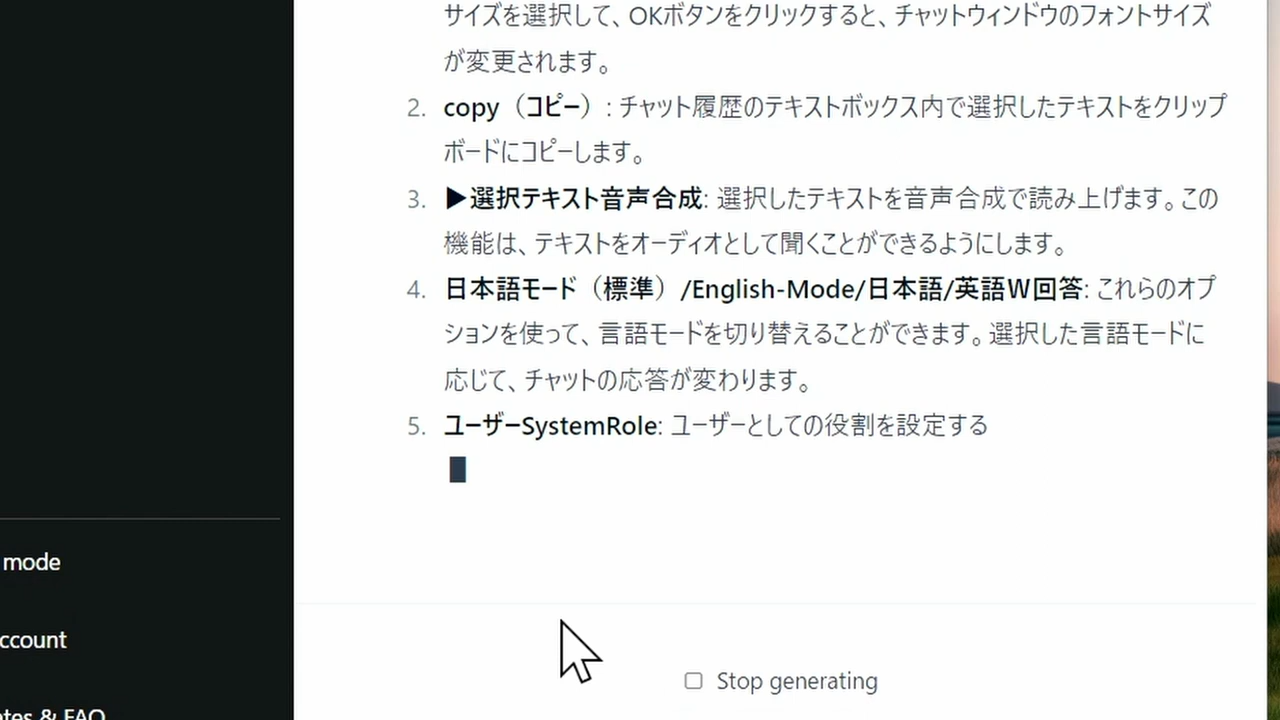 サイズを選択して、OKボタンをクリックすると、チャットウィンドウのフォントサイズ
が変更されます。
2. copy（コピー）: チャット履歴のテキストボックス内で選択したテキストをクリップ
ボードにコピーします。
3. ▶選択テキスト音声合成: 選択したテキストを音声合成で読み上げます。この
機能は、テキストをオーディオとして聞くことができるようにします。
4. 日本語モード（標準）/English-Mode/日本語/英語W回答: これらのオプ
ションを使って、言語モードを切り替えることができます。選択した言語モードに
応じて、チャットの応答が変わります。
5. ユーザーSystemRole: ユーザーとしての役割を設定する
mode
ccount
tes & FAQ
Stop generating